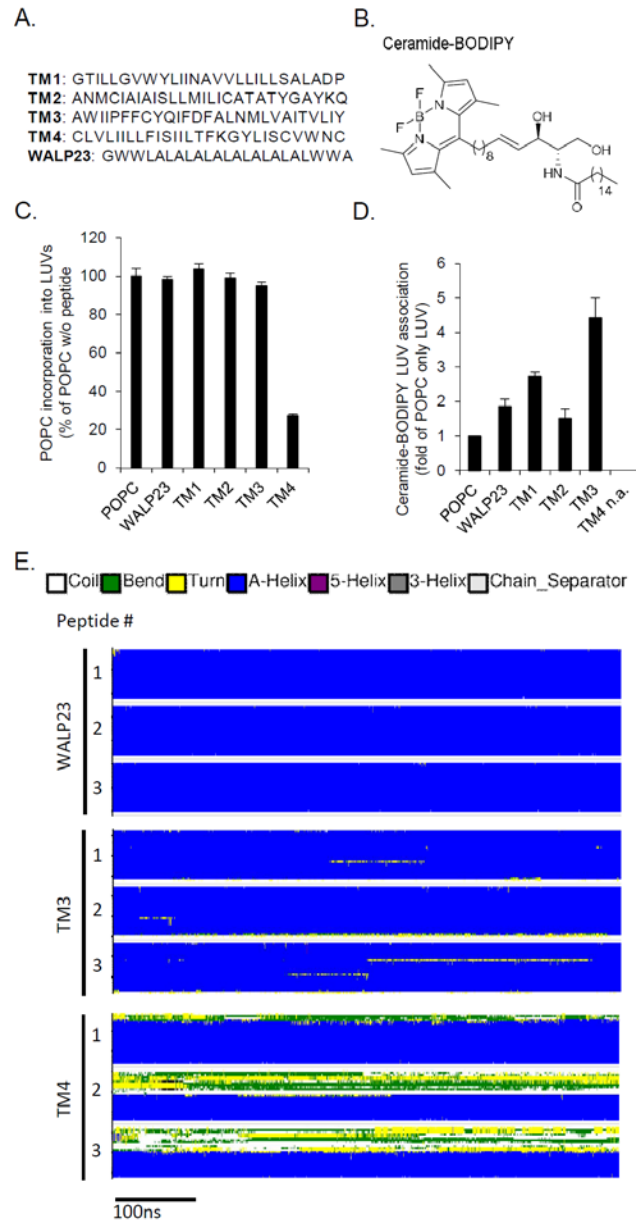 A.
TM1: GTILLGVWYLIINAVVLLILLSALADP
TM2: ANMCIAIAISLLMILICATATYGAYKQ
TM3: AWIIPFFCYQIFDFALNMLVAITVLIY
TM4: CLVLIILLFISIILTFKGYLISCVWNC
WALP23: GWWLALALALALALALALALWWA
B.
Ceramide-BODIPY
F
F
B
N
N
8
OH
OH
HN
O
14
C.
POPC incorporation into LUVs
(% of POPC w/o peptide)
120
100
80
60
40
20
0
POPC
WALP23
TM1
TM2
TM3
TM4
D.
Ceramide-BODIPY LUV association
(fold of POPC only LUV)
6
5
4
3
2
1
0
POPC
WALP23
TM1
TM2
TM3
TM4 n.a.
E.
Coil Bend Turn A-Helix 5-Helix 3-Helix Chain_Separator
Peptide #
WALP23
1
2
3
TM3
1
2
3
TM4
1
2
3
100ns